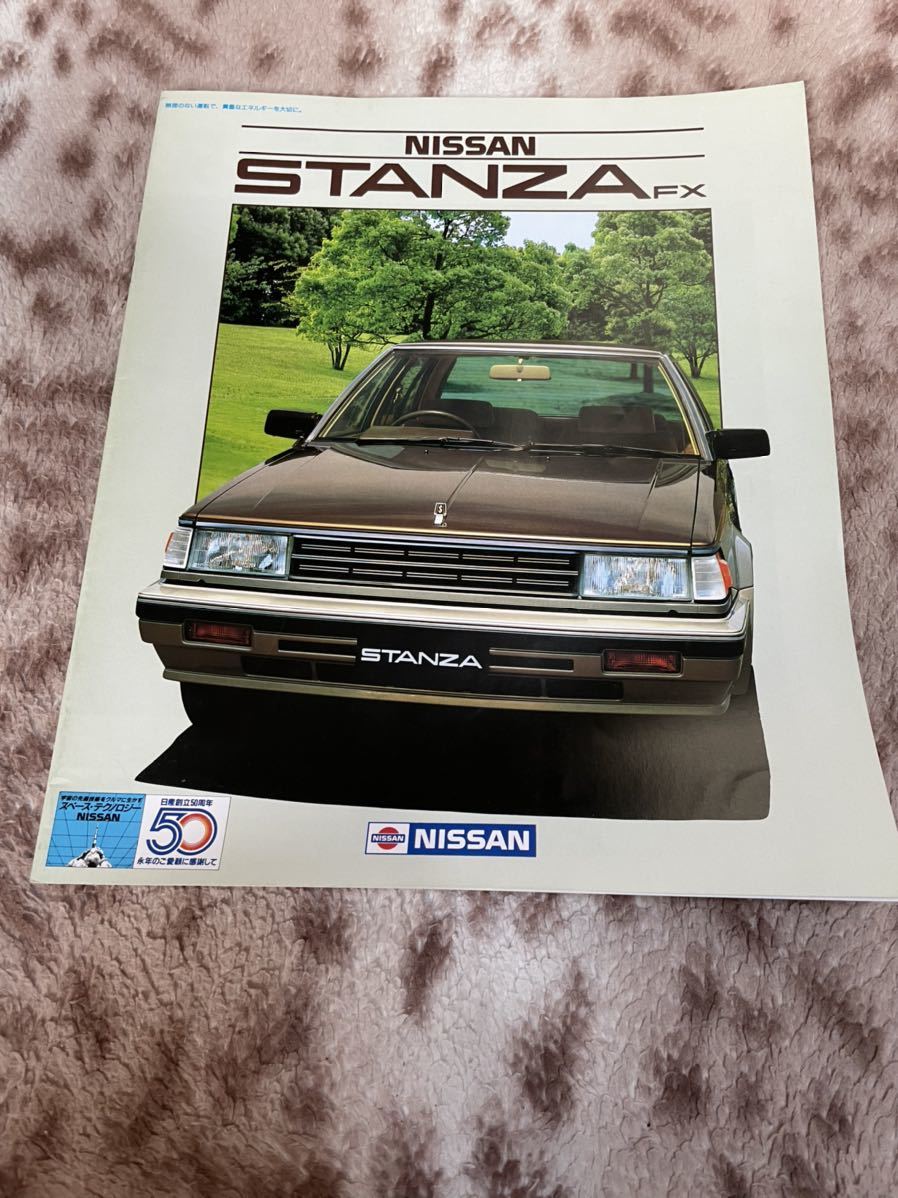 無理のない運転で、貴重なエネルギーを大切に。
NISSAN
STANZA FX
STANZA
宇宙の先端技術をクルマに生かす
スペース・テクノロジー
NISSAN
日産創立50周年
50
永年のご愛顧に感謝して
NISSAN
NISSAN